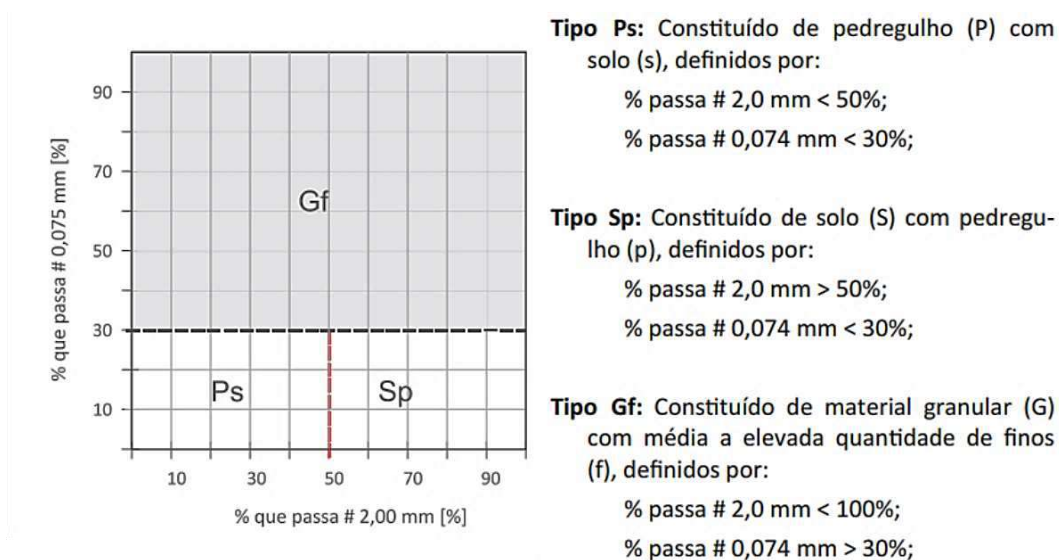 90
70
50
30
10
% que passa # 0,075 mm [%]
Gf
Ps
Sp
10
30
50
70
90
% que passa # 2,00 mm [%]
Tipo Ps: Constituído de pedregulho (P) com
solo (s), definidos por:
% passa # 2,0 mm < 50%;
% passa # 0,074 mm < 30%;
Tipo Sp: Constituído de solo (S) com pedregu-
lho (p), definidos por:
% passa # 2,0 mm > 50%;
% passa # 0,074 mm < 30%;
Tipo Gf: Constituído de material granular (G)
com média a elevada quantidade de finos
(f), definidos por:
% passa # 2,0 mm < 100%;
% passa # 0,074 mm > 30%;